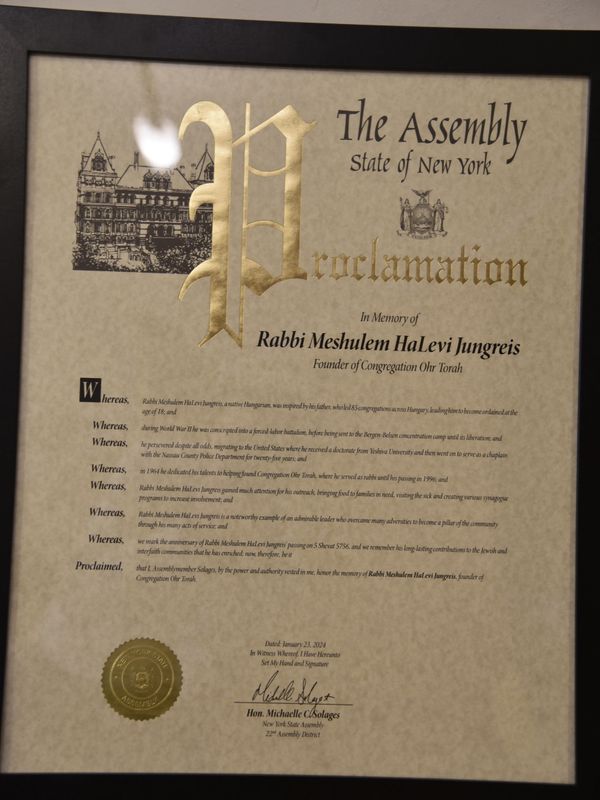 The Assembly
State of New York
Proclamation
In Memory of
Rabbi Meshulem HaLevi Jungreis
Founder of Congregation Ohr Torah
Whereas, Rabbi Meshulem HaLevi Jungreis, a native Hungarian, was inspired by his father, who led 85 congregations across Hungary, leading him to become ordained at the
age of 18; and
Whereas, during World War II he was conscripted into a forced-labor battalion, before being sent to the Bergen-Belsen concentration camp until its liberation; and
Whereas, he persevered despite all odds, migrating to the United States where he received a doctorate from Yeshiva University and then went on to serve as a chaplain
with the Nassau County Police Department for twenty-five years; and
Whereas, in 1964 he dedicated his talents to helping found Congregation Ohr Torah, where he served as rabbi until his passing in 1996; and
Whereas, Rabbi Meshulem HaLevi Jungreis gained much attention for his outreach, bringing food to families in need, visiting the sick and creating various synagogue
programs to increase involvement; and
Whereas, Rabbi Meshulem HaLevi Jungreis is a noteworthy example of an admirable leader who overcame many adversities to become a pillar of the community
through his many acts of service; and
Whereas, we mark the anniversary of Rabbi Meshulem HaLevi Jungreis' passing on 5 Shevat 5756, and we remember his long-lasting contributions to the Jewish and
interfaith communities that he has enriched; now, therefore, be it
Proclaimed, that I, Assemblymember Solages, by the power and authority vested in me, honor the memory of Rabbi Meshulem HaLevi Jungreis, founder of
Congregation Ohr Torah.
Dated: January 23, 2024
In Witness Whereof, I Have Hereunto
Set My Hand and Signature
Michaelle Solages
Hon. Michaelle C. Solages
New York State Assembly
22nd Assembly District
NEW YORK STATE
ASSEMBLY